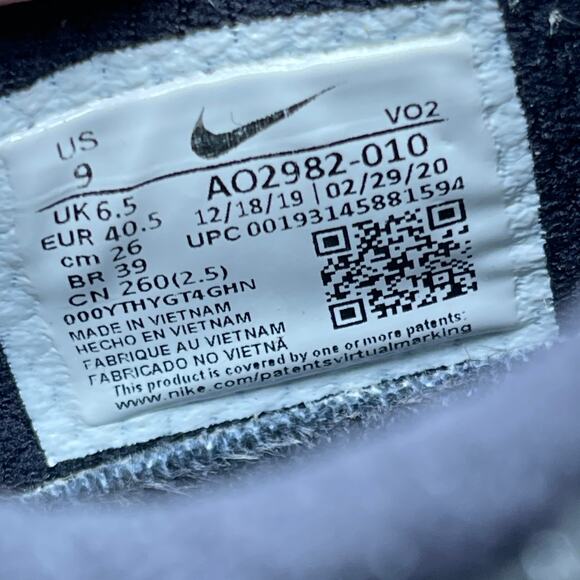 US
9
VO2
UK 6.5
EUR 40.5
cm 26
BR 39
CN 260(2.5)
AO2982-010
12/18/19 | 02/29/20
UPC 00193145881594
000YTHYGT4GHN
MADE IN VIETNAM
HECHO EN VIETNAM
FABRIQUE AU VIETNAM
FABRICADO NO VIETNÃ
This product is covered by one or more patents:
www.nike.com/patentsvirtualmarking